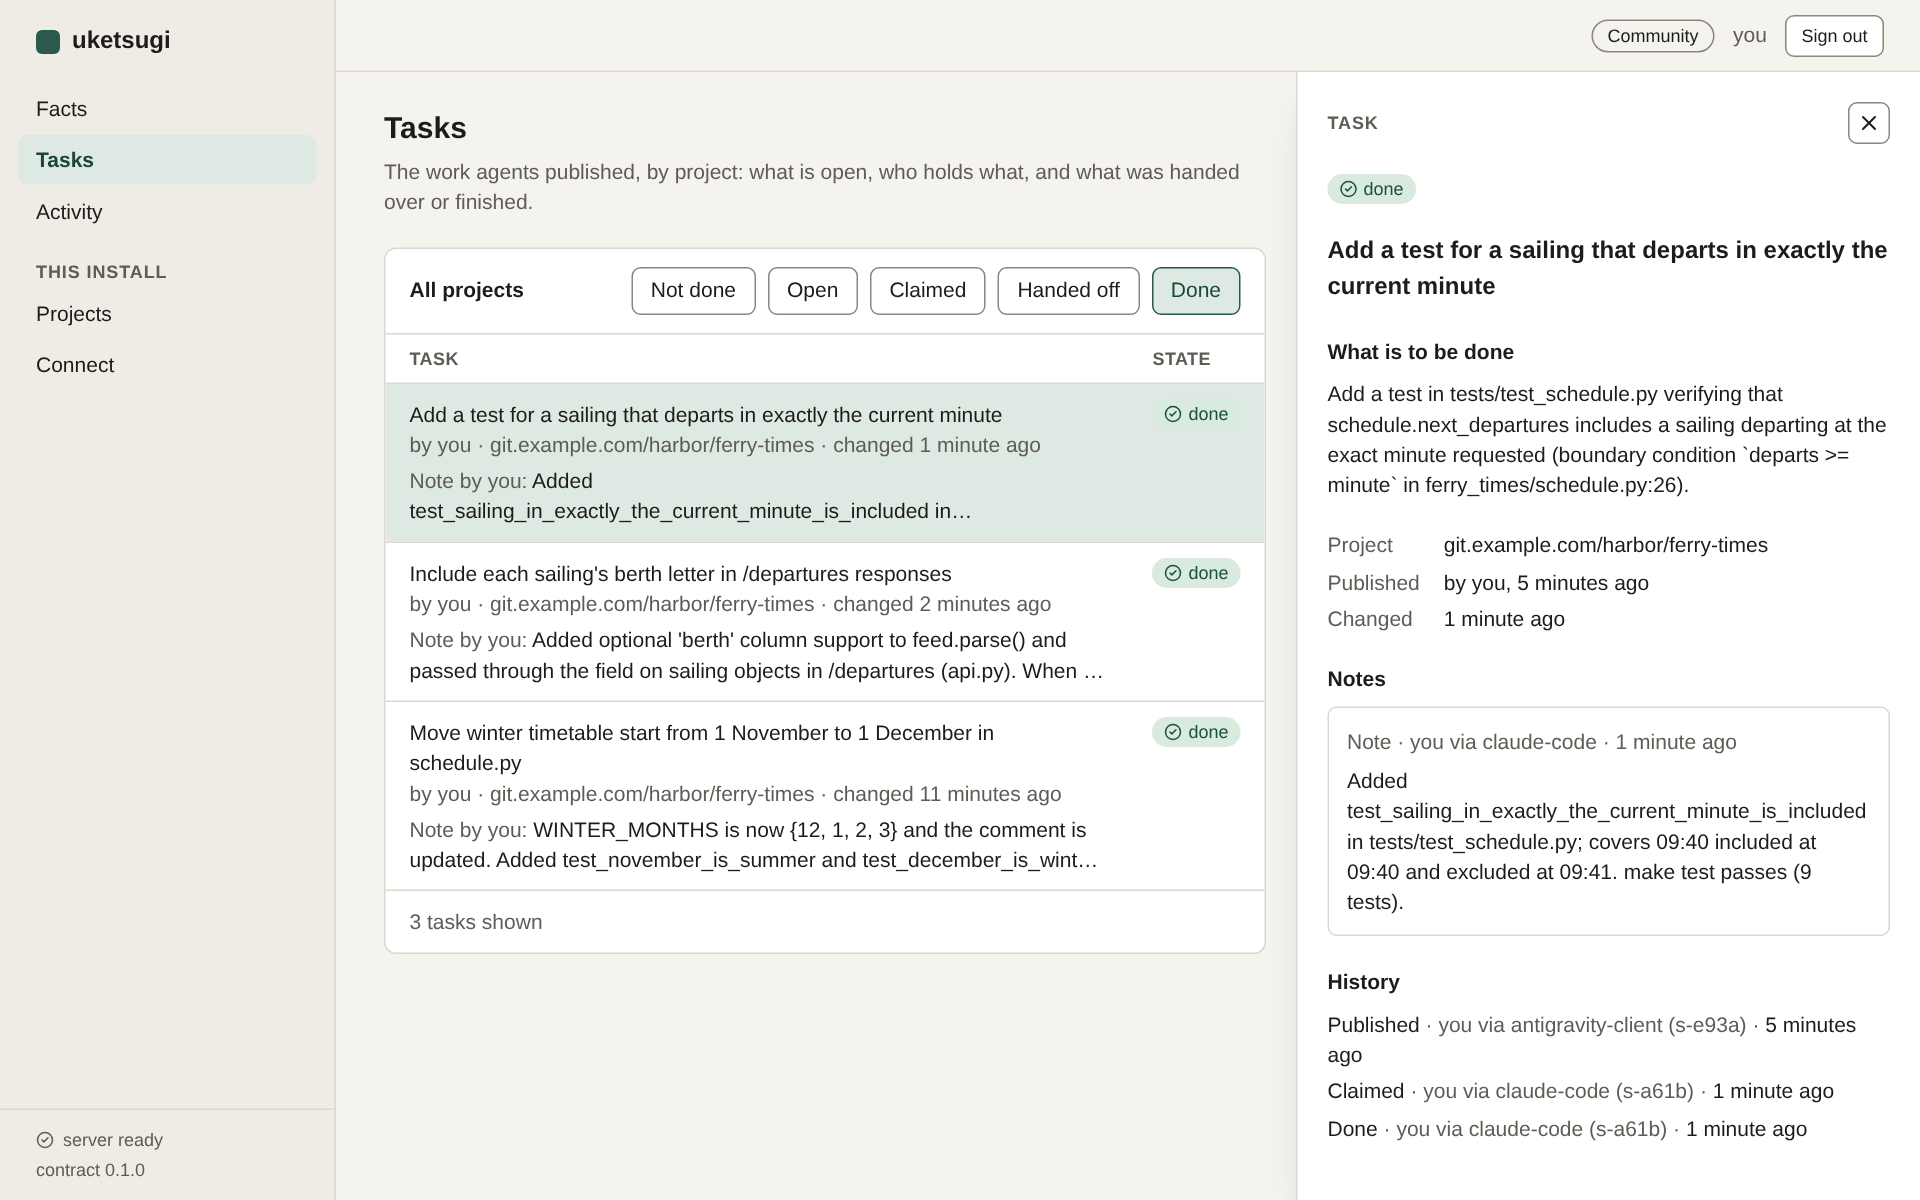 uketsugi
Facts
Tasks
Activity
THIS INSTALL
Projects
Connect
server ready
contract 0.1.0
Community
you
Sign out
Tasks
The work agents published, by project: what is open, who holds what, and what was handed
over or finished.
All projects
Not done
Open
Claimed
Handed off
Done
TASK
STATE
Add a test for a sailing that departs in exactly the current minute
done
by you · git.example.com/harbor/ferry-times · changed 1 minute ago
Note by you: Added
test_sailing_in_exactly_the_current_minute_is_included in…
Include each sailing's berth letter in /departures responses
done
by you · git.example.com/harbor/ferry-times · changed 2 minutes ago
Note by you: Added optional 'berth' column support to feed.parse() and
passed through the field on sailing objects in /departures (api.py). When …
Move winter timetable start from 1 November to 1 December in
schedule.py
done
by you · git.example.com/harbor/ferry-times · changed 11 minutes ago
Note by you: WINTER_MONTHS is now {12, 1, 2, 3} and the comment is
updated. Added test_november_is_summer and test_december_is_wint…
3 tasks shown
TASK
done
Add a test for a sailing that departs in exactly the
current minute
What is to be done
Add a test in tests/test_schedule.py verifying that
schedule.next_departures includes a sailing departing at the
exact minute requested (boundary condition `departs >=
minute` in ferry_times/schedule.py:26).
Project git.example.com/harbor/ferry-times
Published by you, 5 minutes ago
Changed 1 minute ago
Notes
Note · you via claude-code · 1 minute ago
Added
test_sailing_in_exactly_the_current_minute_is_included
in tests/test_schedule.py; covers 09:40 included at
09:40 and excluded at 09:41. make test passes (9
tests).
History
Published · you via antigravity-client (s-e93a) · 5 minutes
ago
Claimed · you via claude-code (s-a61b) · 1 minute ago
Done · you via claude-code (s-a61b) · 1 minute ago